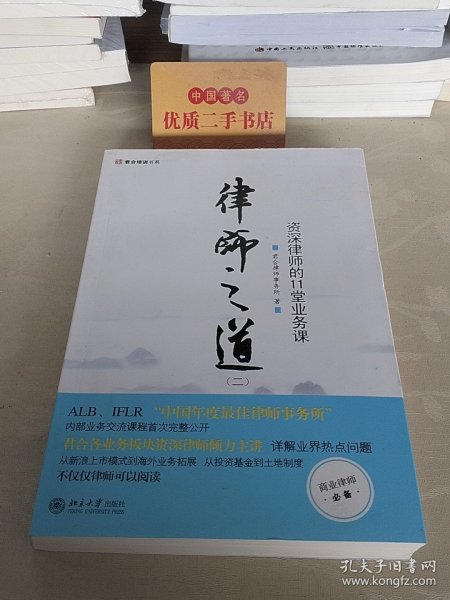 中国著名
优质二手书店
君合培训书系
律师之道
(二)
资深律师的11堂业务课
君合律师事务所 著
ALB、IFLR “中国年度最佳律师事务所”
内部业务交流课程首次完整公开
君合各业务板块资深律师倾力主讲 详解业界热点问题
从新浪上市模式到海外业务拓展 从投资基金到土地制度
不仅仅律师可以阅读
商业律师
·必备·
北京大学出版社
孔夫子旧书网
www.kongfz.com